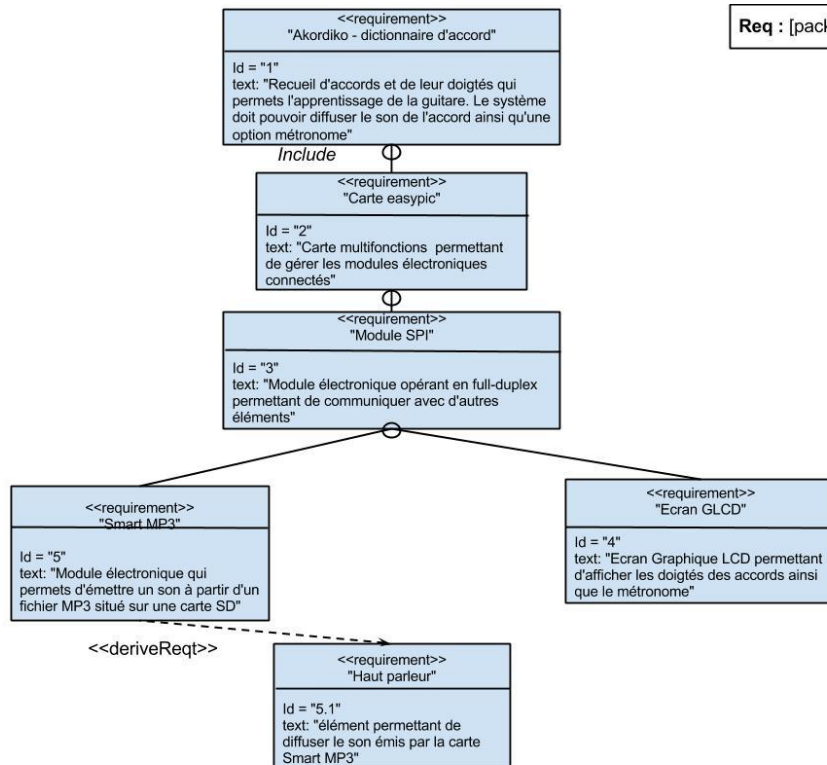 <<requirement>>
"Akordiko - dictionnaire d'accord"
Req : [pack
Id = "1"
text: "Recueil d'accords et de leur doigtés qui
permets l'apprentissage de la guitare. Le système
doit pouvoir diffuser le son de l'accord ainsi qu'une
option métronome"
Include
<<requirement>>
"Carte easypic"
Id = "2"
text: "Carte multifonctions permettant
de gérer les modules électroniques
connectés"
<<requirement>>
"Module SPI"
Id = "3"
text: "Module électronique opérant en full-duplex
permettant de communiquer avec d'autres
éléments"
<<requirement>>
"Smart MP3"
Id = "5"
text: "Module électronique qui
permets d'émettre un son à partir d'un
fichier MP3 situé sur une carte SD"
<<requirement>>
"Ecran GLCD"
Id = "4"
text: "Ecran Graphique LCD permettant
d'afficher les doigtés des accords ainsi
que le métronome"
<<deriveReqt>>
<<requirement>>
"Haut parleur"
Id = "5.1"
text: "élément permettant de
diffuser le son émis par la carte
Smart MP3"